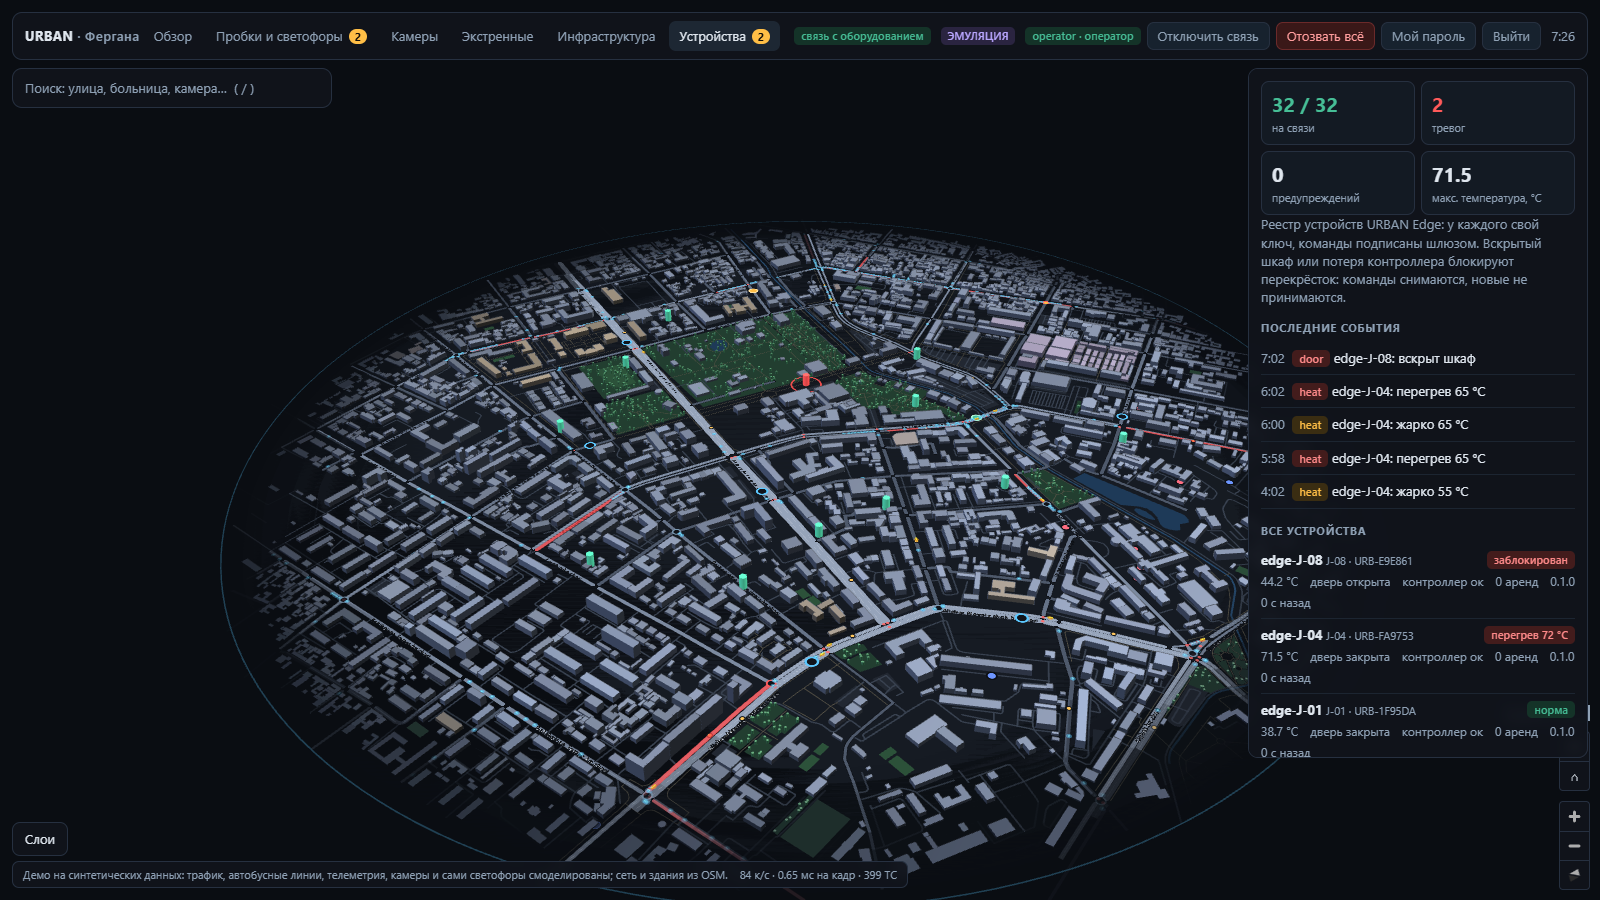 URBAN · Фергана
Обзор
Пробки и светофоры 2
Камеры
Экстренные
Инфраструктура
Устройства 2
связь с оборудованием
ЭМУЛЯЦИЯ
operator · оператор
Отключить связь
Отозвать всё
Мой пароль
Выйти
7:26
Поиск: улица, больница, камера... (/)
32 / 32
на связи
2
тревог
0
предупреждений
71.5
макс. температура, °C
Реестр устройств URBAN Edge: у каждого свой
ключ, команды подписаны шлюзом. Вскрытый
шкаф или потеря контроллера блокируют
перекрёсток: команды снимаются, новые не
принимаются.
ПОСЛЕДНИЕ СОБЫТИЯ
7:02 door edge-J-08: вскрыт шкаф
6:02 heat edge-J-04: перегрев 65 °C
6:00 heat edge-J-04: жарко 65 °C
5:58 heat edge-J-04: перегрев 65 °C
4:02 heat edge-J-04: жарко 55 °C
ВСЕ УСТРОЙСТВА
edge-J-08 J-08 · URB-E9E861 заблокирован
44.2 °C дверь открыта контроллер ок 0 аренд 0.1.0
0 с назад
edge-J-04 J-04 · URB-FA9753 перегрев 72 °C
71.5 °C дверь закрыта контроллер ок 0 аренд 0.1.0
0 с назад
edge-J-01 J-01 · URB-1F95DA норма
38.7 °C дверь закрыта контроллер ок 0 аренд 0.1.0
0 с назад
Слои
Демо на синтетических данных: трафик, автобусные линии, телеметрия, камеры и сами светофоры смоделированы; сеть и здания из OSM. 84 к/с · 0.65 мс на кадр · 399 ТС